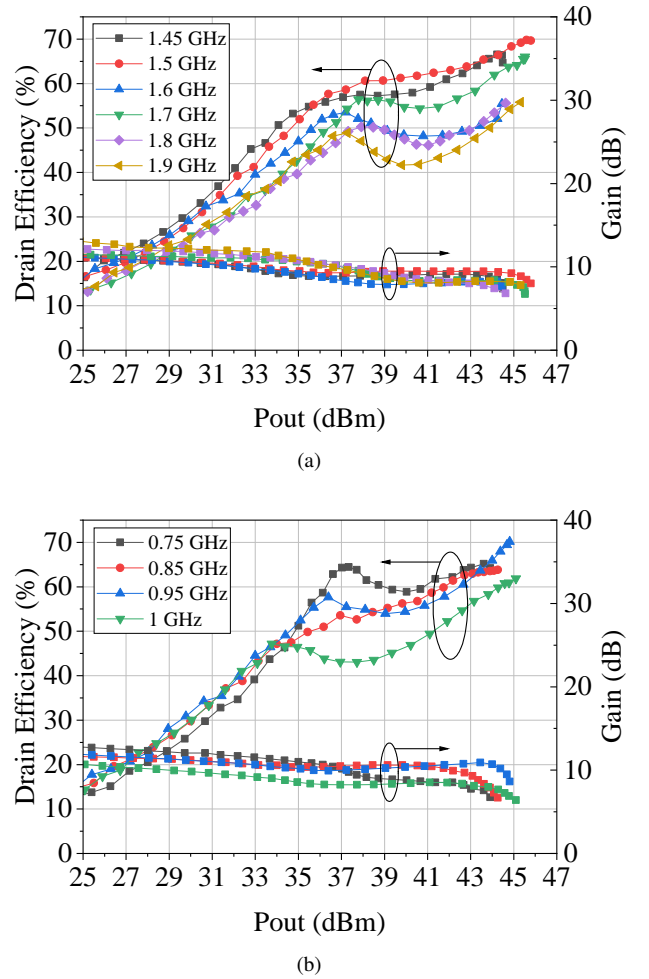 70
60
50
40
30
20
10
0
Drain Efficiency (%)
1.45 GHz
1.5 GHz
1.6 GHz
1.7 GHz
1.8 GHz
1.9 GHz
40
30
20
10
0
Gain (dB)
25 27 29 31 33 35 37 39 41 43 45 47
Pout (dBm)
(a)
70
60
50
40
30
20
10
0
Drain Efficiency (%)
0.75 GHz
0.85 GHz
0.95 GHz
1 GHz
40
30
20
10
0
Gain (dB)
25 27 29 31 33 35 37 39 41 43 45 47
Pout (dBm)
(b)